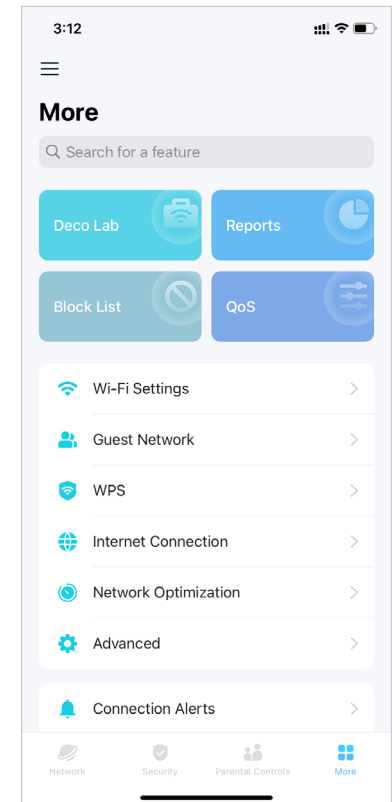 3:12
More
Search for a feature
Deco Lab
Reports
Block List
QoS
Wi-Fi Settings
Guest Network
WPS
Internet Connection
Network Optimization
Advanced
Connection Alerts
Network
Security
Parental Controls
More